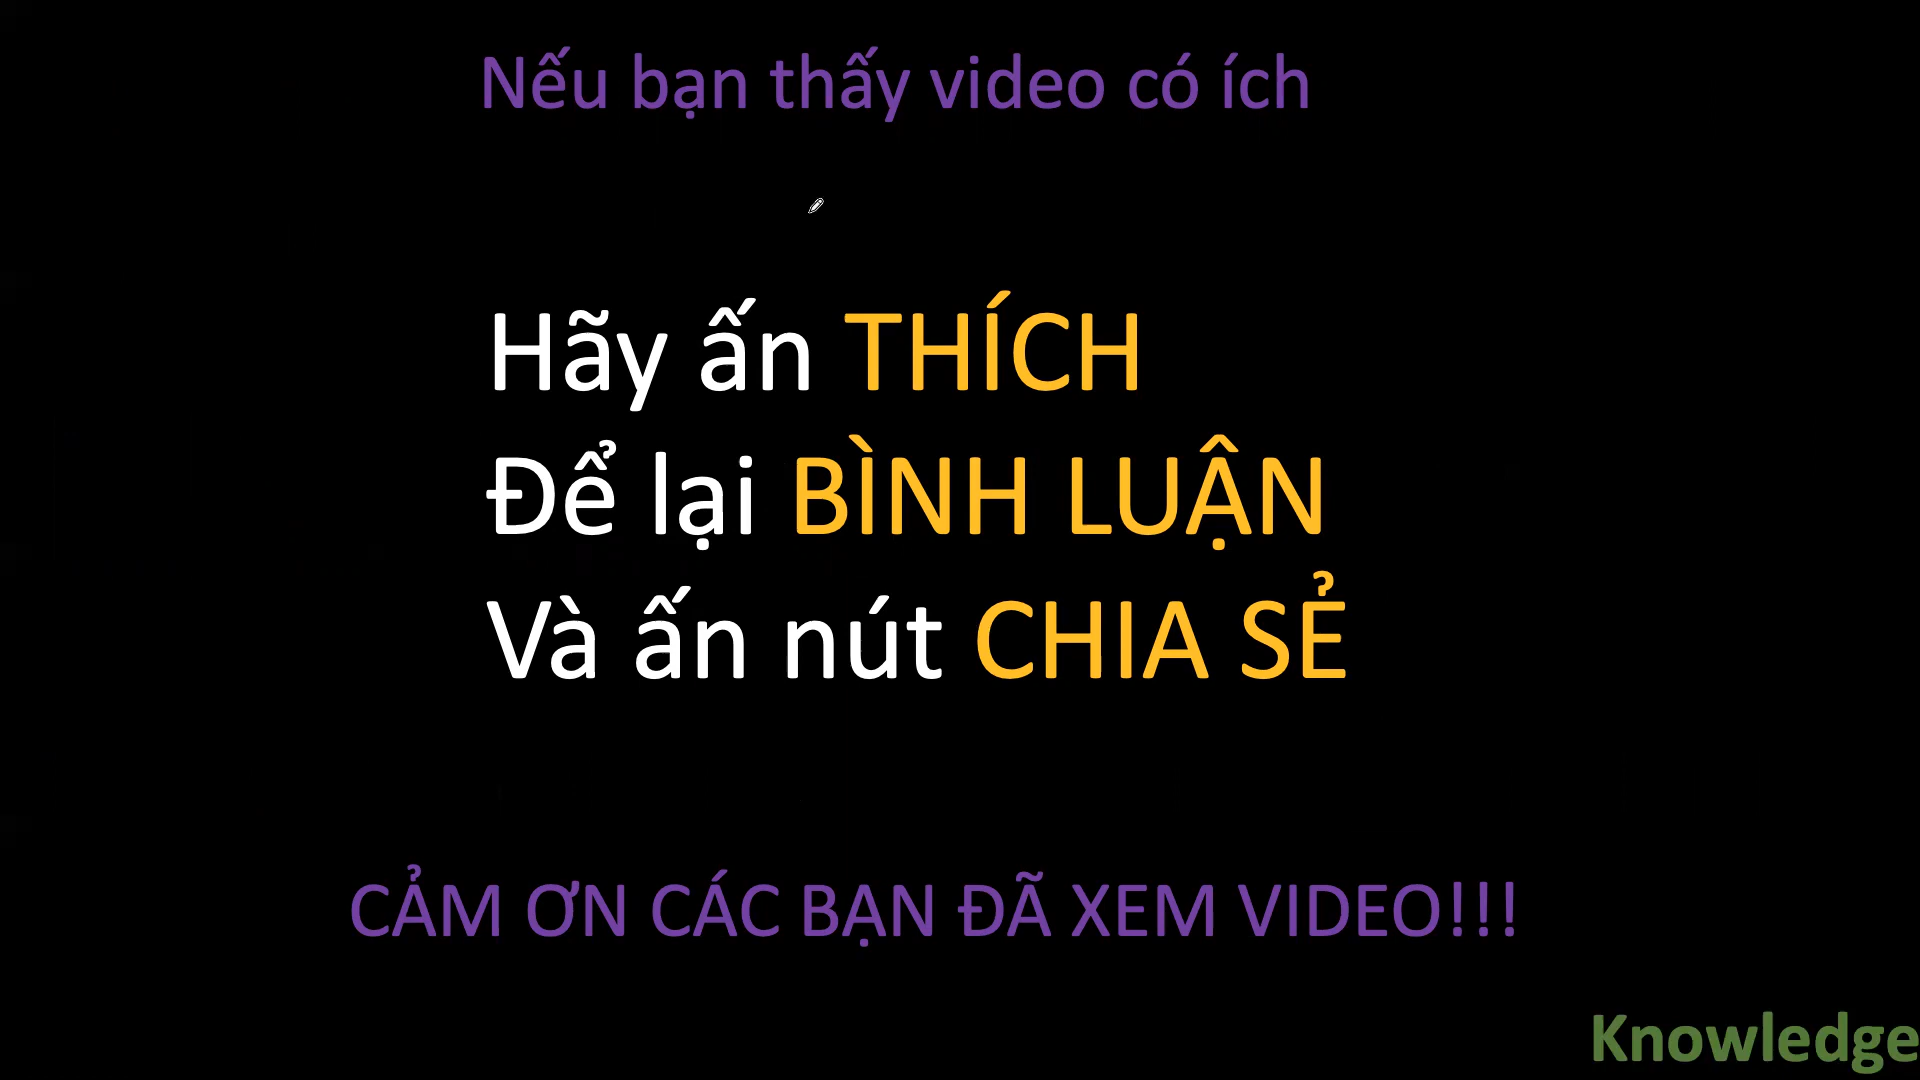 Nếu bạn thấy video có ích
Hãy ấn THÍCH
Để lại BÌNH LUẬN
Và ấn nút CHIA SẺ
CẢM ƠN CÁC BẠN ĐÃ XEM VIDEO!!!
Knowledge